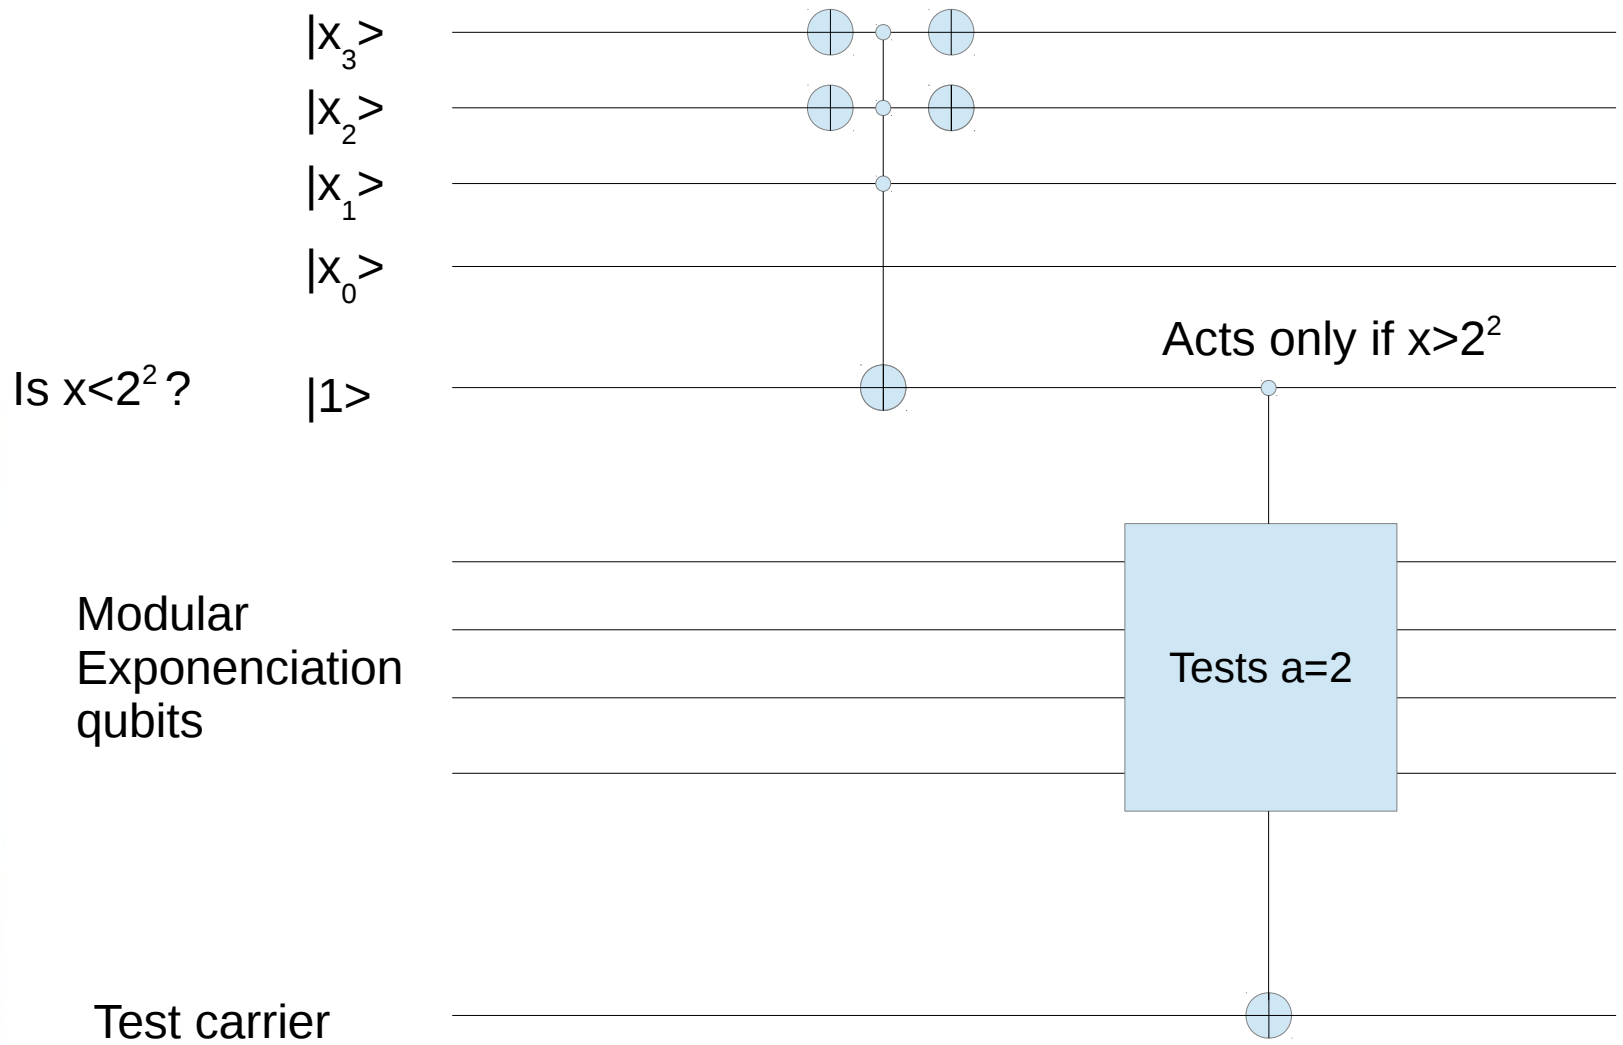 |x₃>
|x₂>
|x₁>
|x₀>
Acts only if x>2²
Is x<2² ? |1>
Modular
Exponenciation
qubits
Tests a=2
Test carrier